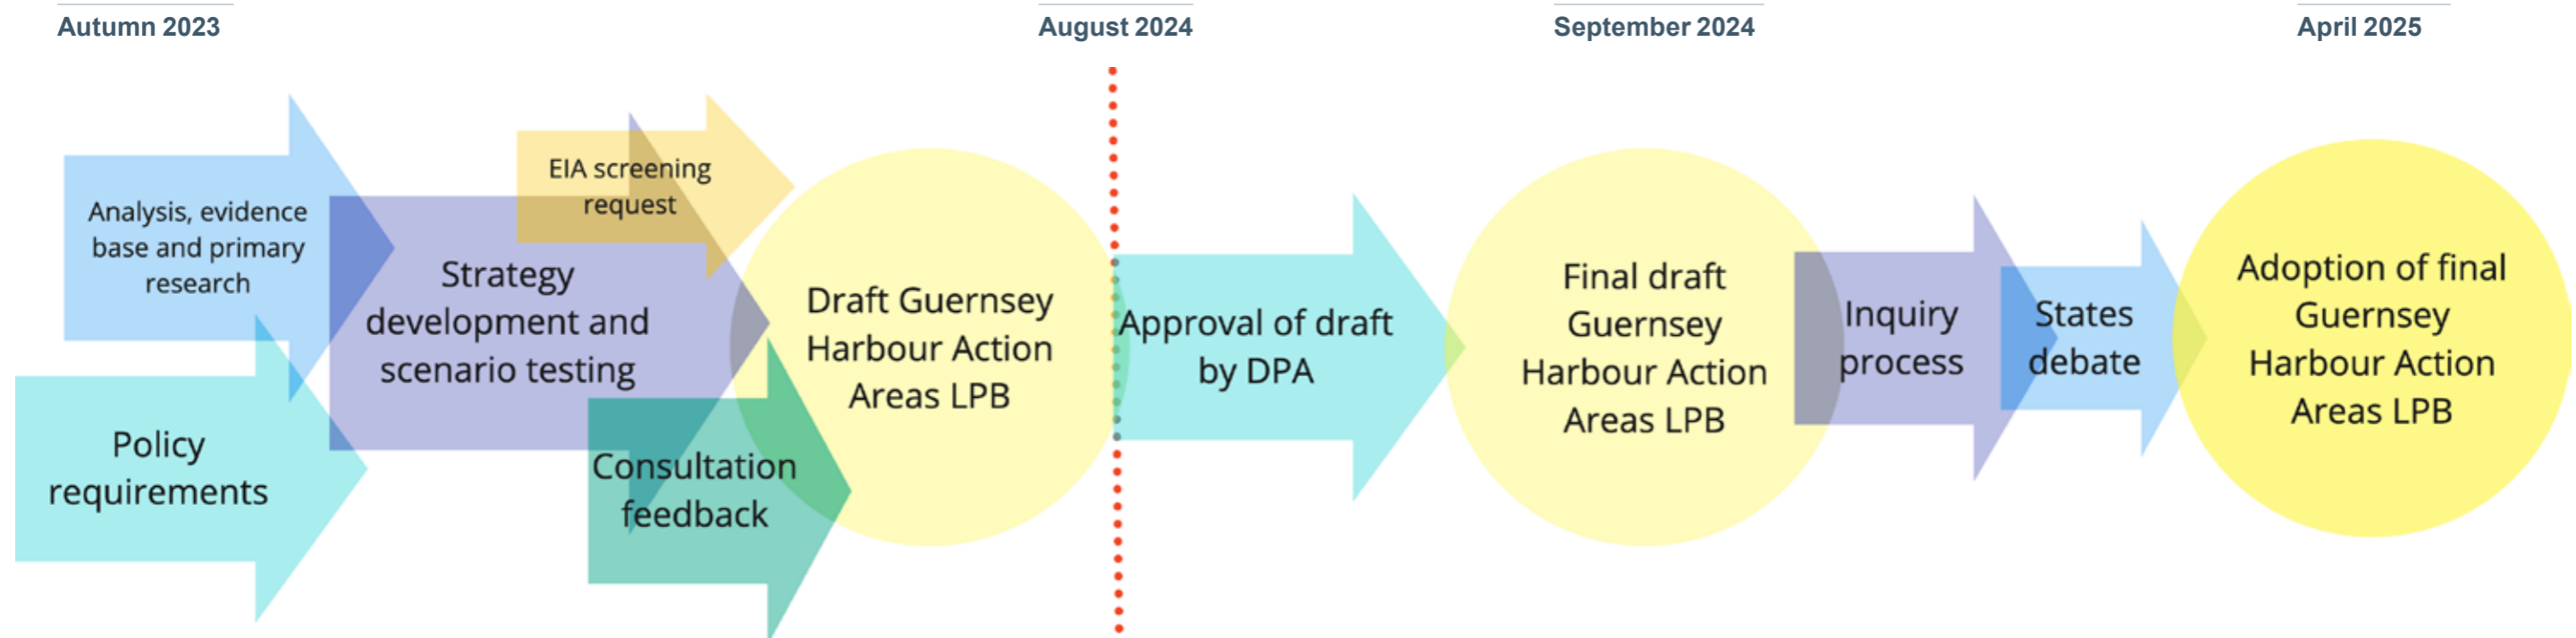 Autumn 2023
August 2024
September 2024
April 2025
Analysis, evidence
base and primary
research
Policy
requirements
Strategy
development and
scenario testing
EIA screening
request
Consultation
feedback
Draft Guernsey
Harbour Action
Areas LPB
Approval of draft
by DPA
Final draft
Guernsey
Harbour Action
Areas LPB
Inquiry
process
States
debate
Adoption of final
Guernsey
Harbour Action
Areas LPB